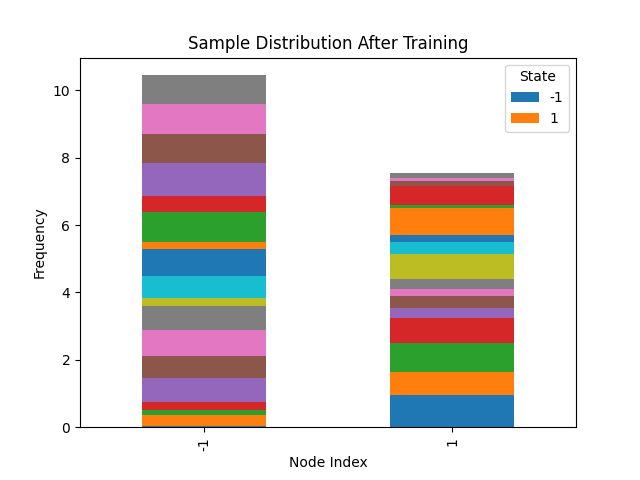 Sample Distribution After Training
State
-1
1
10
8
6
4
2
0
Frequency
-1
1
Node Index